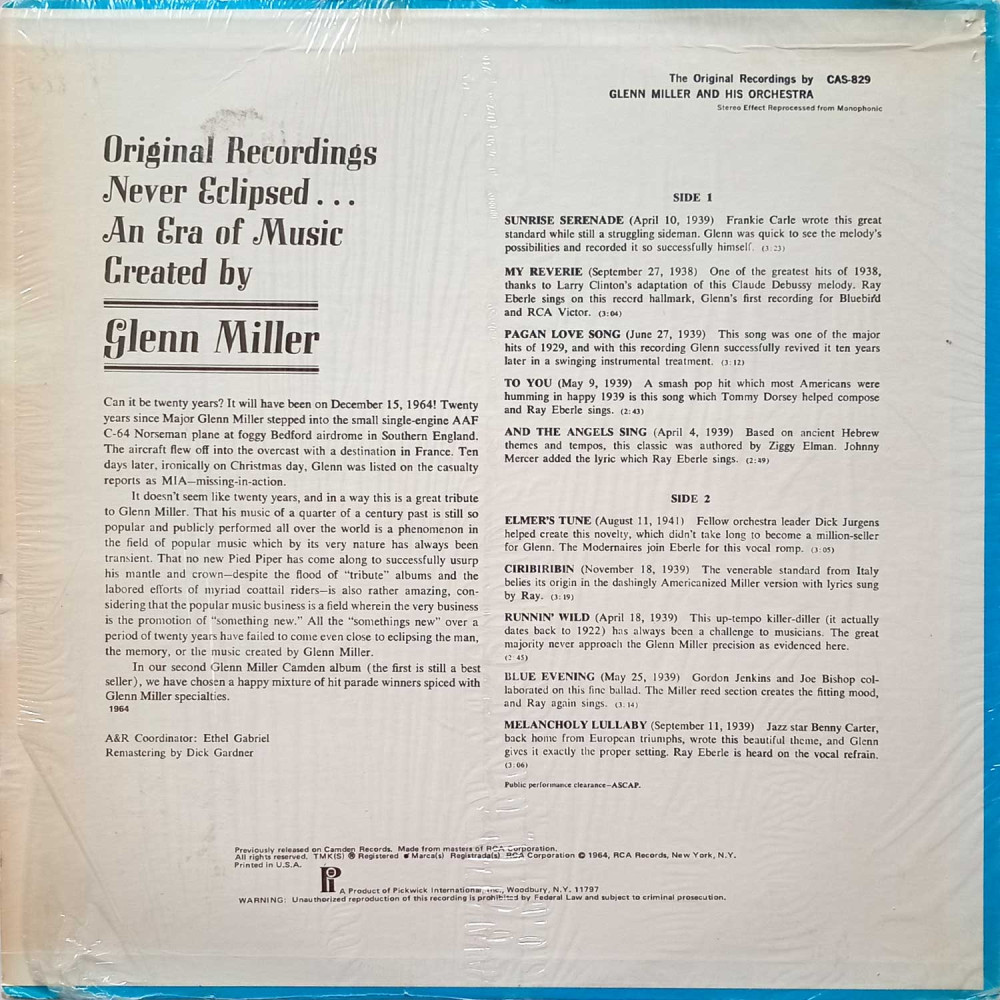 The Original Recordings by CAS-829
GLENN MILLER AND HIS ORCHESTRA
Stereo Effect Reprocessed from Monophonic
Original Recordings
Never Eclipsed . . .
An Era of Music
Created by
Glenn Miller
Can it be twenty years? It will have been on December 15, 1964! Twenty
years since Major Glenn Miller stepped into the small single-engine AAF
C-64 Norseman plane at foggy Bedford airdrome in Southern England.
The aircraft flew off into the overcast with a destination in France. Ten
days later, ironically on Christmas day, Glenn was listed on the casualty
reports as MIA—missing-in-action.
It doesn't seem like twenty years, and in a way this is a great tribute
to Glenn Miller. That his music of a quarter of a century past is still so
popular and publicly performed all over the world is a phenomenon in
the field of popular music which by its very nature has always been
transient. That no new Pied Piper has come along to successfully usurp
his mantle and crown—despite the flood of "tribute" albums and the
labored efforts of myriad coattail riders—is also rather amazing, con-
sidering that the popular music business is a field wherein the very business
is the promotion of "something new." All the "somethings new" over a
period of twenty years have failed to come even close to eclipsing the man,
the memory, or the music created by Glenn Miller.
In our second Glenn Miller Camden album (the first is still a best
seller), we have chosen a happy mixture of hit parade winners spiced with
Glenn Miller specialties.
1964
A&R Coordinator: Ethel Gabriel
Remastering by Dick Gardner
SIDE 1
SUNRISE SERENADE (April 10, 1939) Frankie Carle wrote this great
standard while still a struggling sideman. Glenn was quick to see the melody's
possibilities and recorded it so successfully himself. (3:23)
MY REVERIE (September 27, 1938) One of the greatest hits of 1938,
thanks to Larry Clinton's adaptation of this Claude Debussy melody. Ray
Eberle sings on this record hallmark, Glenn's first recording for Bluebird
and RCA Victor. (3:04)
PAGAN LOVE SONG (June 27, 1939) This song was one of the major
hits of 1929, and with this recording Glenn successfully revived it ten years
later in a swinging instrumental treatment. (3:12)
TO YOU (May 9, 1939) A smash pop hit which most Americans were
humming in happy 1939 is this song which Tommy Dorsey helped compose
and Ray Eberle sings. (2:43)
AND THE ANGELS SING (April 4, 1939) Based on ancient Hebrew
themes and tempos, this classic was authored by Ziggy Elman. Johnny
Mercer added the lyric which Ray Eberle sings. (2:49)
SIDE 2
ELMER'S TUNE (August 11, 1941) Fellow orchestra leader Dick Jurgens
helped create this novelty, which didn't take long to become a million-seller
for Glenn. The Modernaires join Eberle for this vocal romp. (3:05)
CIRIBIRIBIN (November 18, 1939) The venerable standard from Italy
belies its origin in the dashingly Americanized Miller version with lyrics sung
by Ray. (3:19)
RUNNIN' WILD (April 18, 1939) This up-tempo killer-diller (it actually
dates back to 1922) has always been a challenge to musicians. The great
majority never approach the Glenn Miller precision as evidenced here.
(2:45)
BLUE EVENING (May 25, 1939) Gordon Jenkins and Joe Bishop col-
laborated on this fine ballad. The Miller reed section creates the fitting mood,
and Ray again sings. (3:14)
MELANCHOLY LULLABY (September 11, 1939) Jazz star Benny Carter,
back home from European triumphs, wrote this beautiful theme, and Glenn
gives it exactly the proper setting. Ray Eberle is heard on the vocal refrain.
(3:06)
Public performance clearance—ASCAP.
Previously released on Camden Records. Made from masters of RCA Corporation.
All rights reserved. TMK(S) ® Registered • Marca(s) Registrada(s) RCA Corporation © 1964, RCA Records, New York, N.Y.
Printed in U.S.A.
Pi
A Product of Pickwick International, Inc., Woodbury, N.Y. 11797
WARNING: Unauthorized reproduction of this recording is prohibited by Federal Law and subject to criminal prosecution.